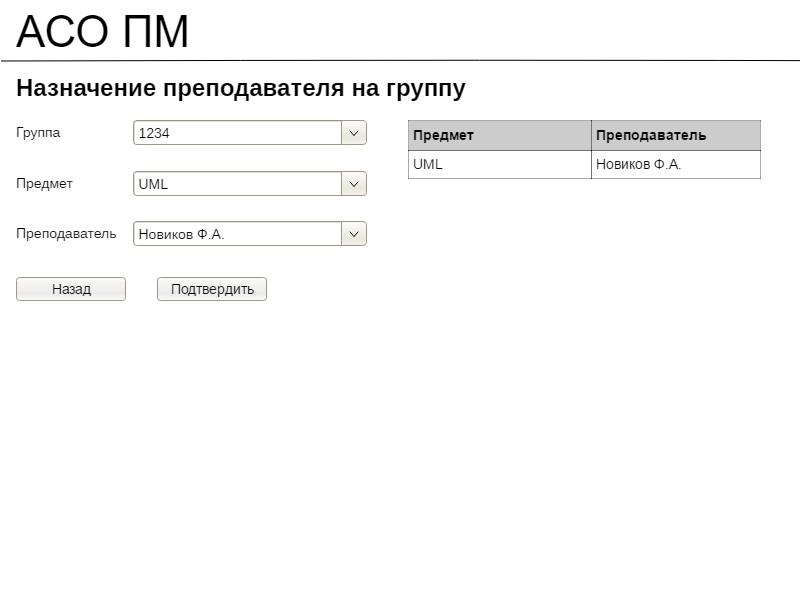 АСО ПМ
Назначение преподавателя на группу
Группа
1234
Предмет
UML
Преподаватель
Новиков Ф.А.
Назад
Подтвердить
Предмет Преподаватель
UML Новиков Ф.А.